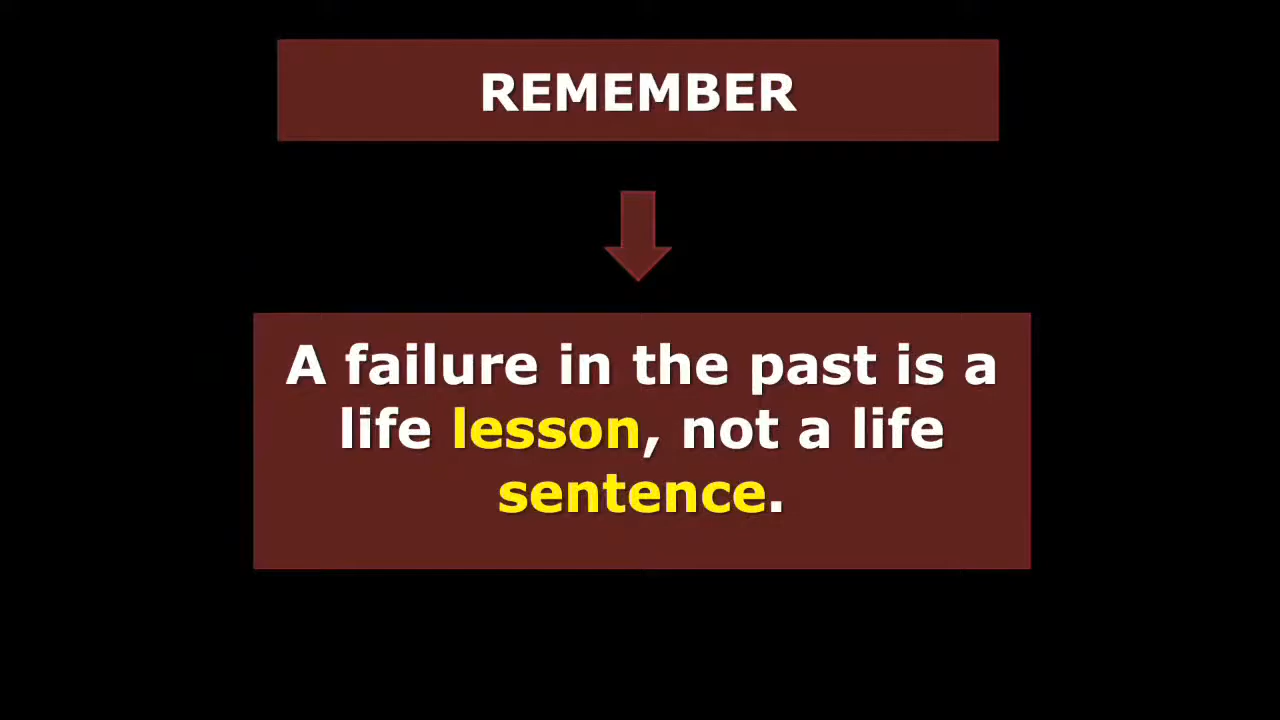 REMEMBER
A failure in the past is a
life lesson, not a life
sentence.